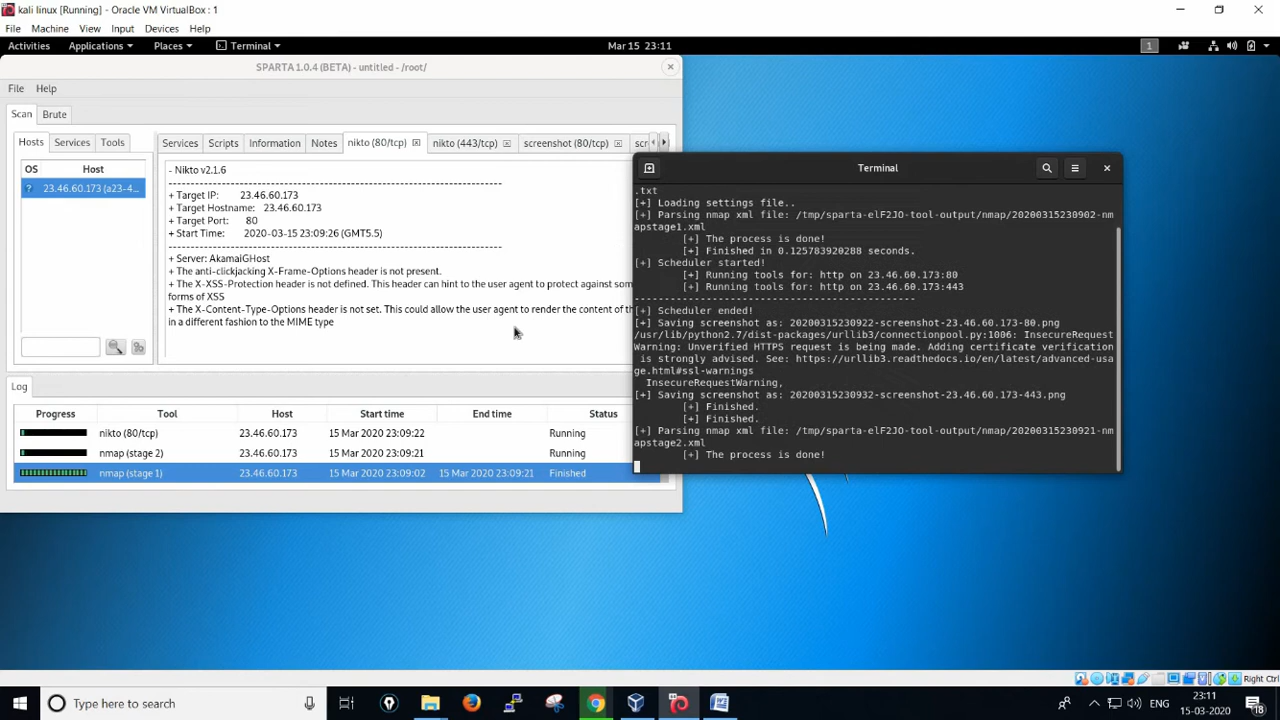 kali linux [Running] - Oracle VM VirtualBox : 1
File Machine View Input Devices Help
Activities Applications Places Terminal Mar 15 23:11 1
SPARTA 1.0.4 (BETA) - untitled - /root/
File Help
Scan Brute
Hosts Services Tools
Services Scripts Information Notes nikto (80/tcp) nikto (443/tcp) screenshot (80/tcp) scr
OS Host
? 23.46.60.173 (a23-4...
- Nikto v2.1.6
---------------------------------------------------------------------------
+ Target IP: 23.46.60.173
+ Target Hostname: 23.46.60.173
+ Target Port: 80
+ Start Time: 2020-03-15 23:09:26 (GMT5.5)
---------------------------------------------------------------------------
+ Server: AkamaiGHost
+ The anti-clickjacking X-Frame-Options header is not present.
+ The X-XSS-Protection header is not defined. This header can hint to the user agent to protect against som
forms of XSS
+ The X-Content-Type-Options header is not set. This could allow the user agent to render the content of th
in a different fashion to the MIME type
Log
Progress Tool Host Start time End time Status
nikto (80/tcp) 23.46.60.173 15 Mar 2020 23:09:22 Running
nmap (stage 2) 23.46.60.173 15 Mar 2020 23:09:21 Running
nmap (stage 1) 23.46.60.173 15 Mar 2020 23:09:02 15 Mar 2020 23:09:21 Finished
Terminal
.txt
[+] Loading settings file..
[+] Parsing nmap xml file: /tmp/sparta-elF2JO-tool-output/nmap/20200315230902-nm
apstage1.xml
[+] The process is done!
[+] Finished in 0.125783920288 seconds.
[+] Scheduler started!
[+] Running tools for: http on 23.46.60.173:80
[+] Running tools for: http on 23.46.60.173:443
-----------------------------------------------
[+] Scheduler ended!
[+] Saving screenshot as: 20200315230922-screenshot-23.46.60.173-80.png
/usr/lib/python2.7/dist-packages/urllib3/connectionpool.py:1006: InsecureRequest
Warning: Unverified HTTPS request is being made. Adding certificate verification
is strongly advised. See: https://urllib3.readthedocs.io/en/latest/advanced-usa
ge.html#ssl-warnings
InsecureRequestWarning,
[+] Saving screenshot as: 20200315230932-screenshot-23.46.60.173-443.png
[+] Finished.
[+] Finished.
[+] Parsing nmap xml file: /tmp/sparta-elF2JO-tool-output/nmap/20200315230921-nm
apstage2.xml
[+] The process is done!
Right Ctrl
Type here to search
ENG
23:11
15-03-2020
18